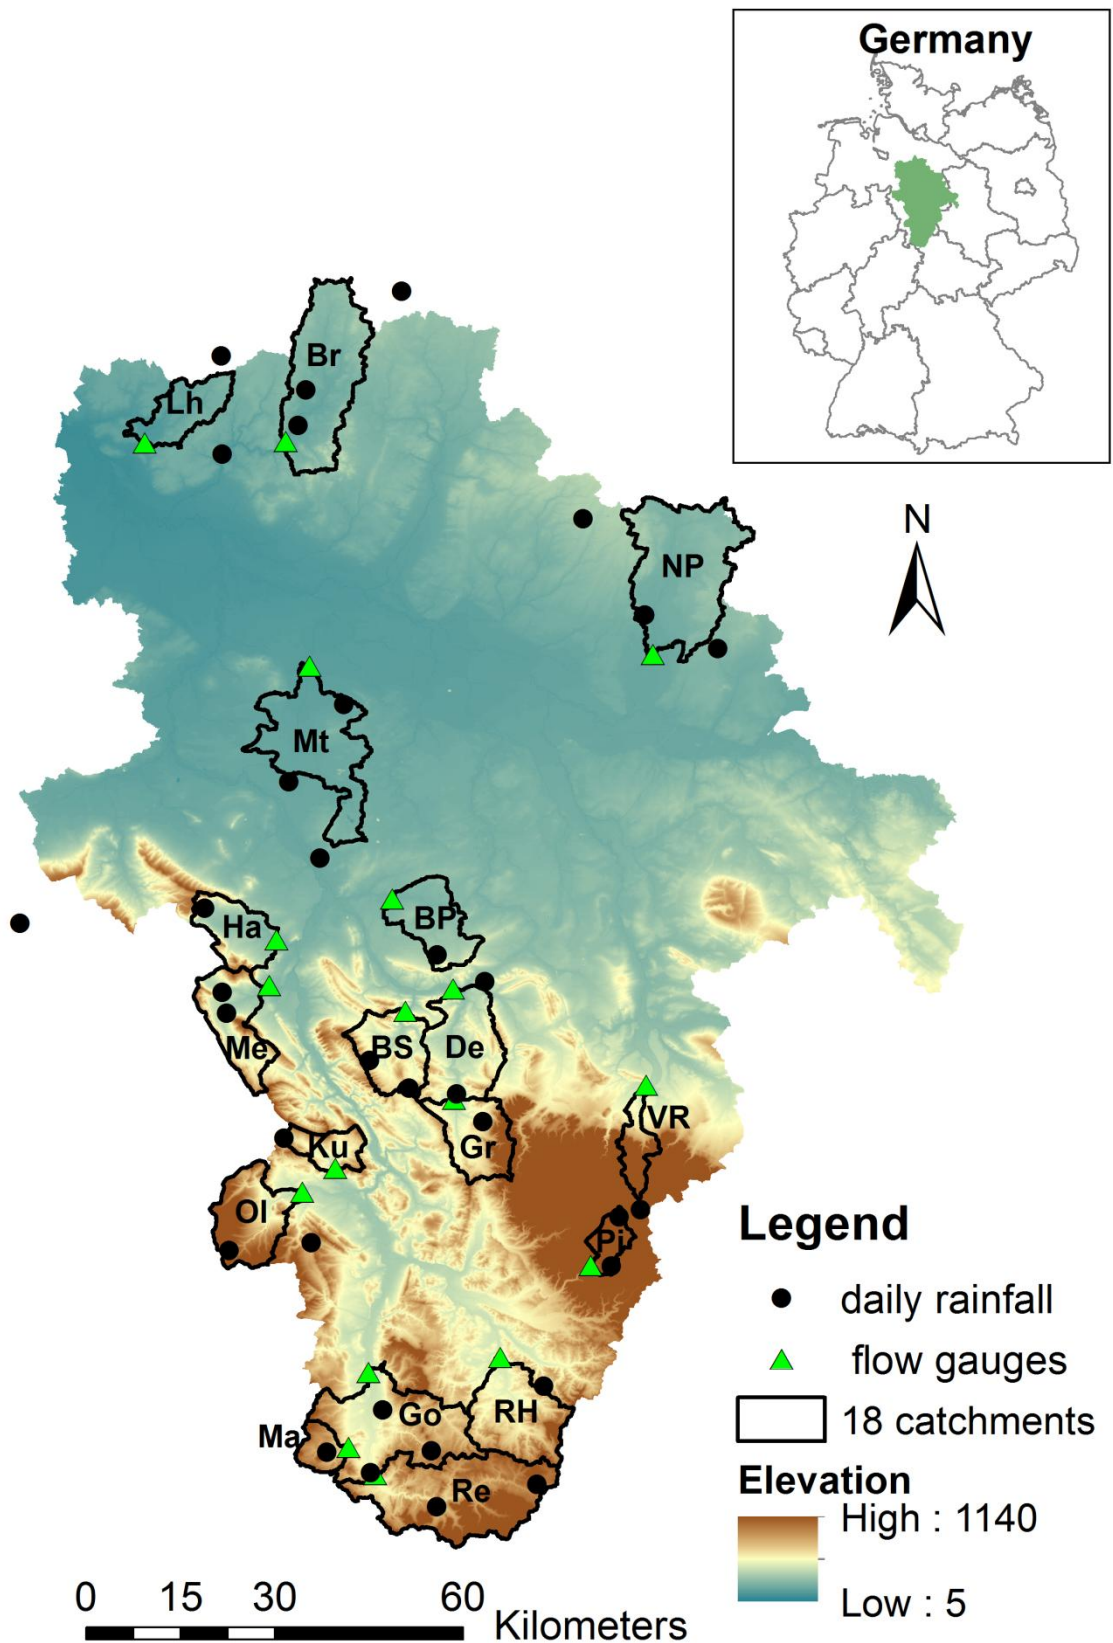 Germany
Br
Lh
N
NP
Mt
Ha
BP
Me
BS
De
VR
Ku
Gr
Ol
Pi
Legend
daily rainfall
flow gauges
18 catchments
Go
RH
Ma
Re
Elevation
High : 1140
Low : 5
0 15 30 60
Kilometers